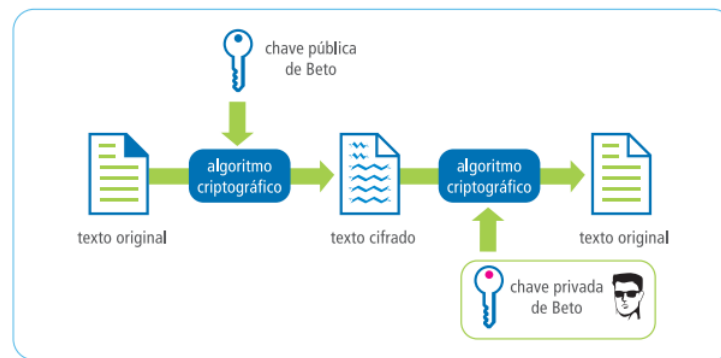 chave pública
de Beto
algoritmo
criptográfico
algoritmo
criptográfico
texto original
texto cifrado
texto original
chave privada
de Beto